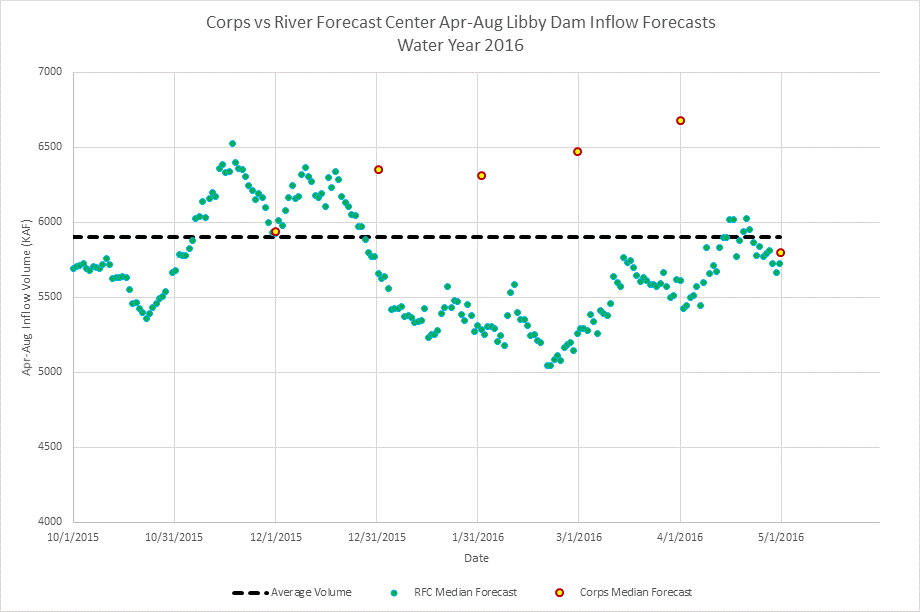 Corps vs River Forecast Center Apr-Aug Libby Dam Inflow Forecasts
Water Year 2016
7000
6500
6000
5500
5000
4500
4000
Apr-Aug Inflow Volume (KAF)
10/1/2015 10/31/2015 12/1/2015 12/31/2015 1/31/2016 3/1/2016 4/1/2016 5/1/2016
Date
Average Volume RFC Median Forecast Corps Median Forecast